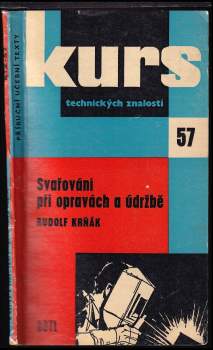 kurs
technických znalostí
57
Svařování
při opravách a údržbě
RUDOLF KRŇÁK
SNTL
PŘÍRUČNÍ UČEBNÍ TEXTY